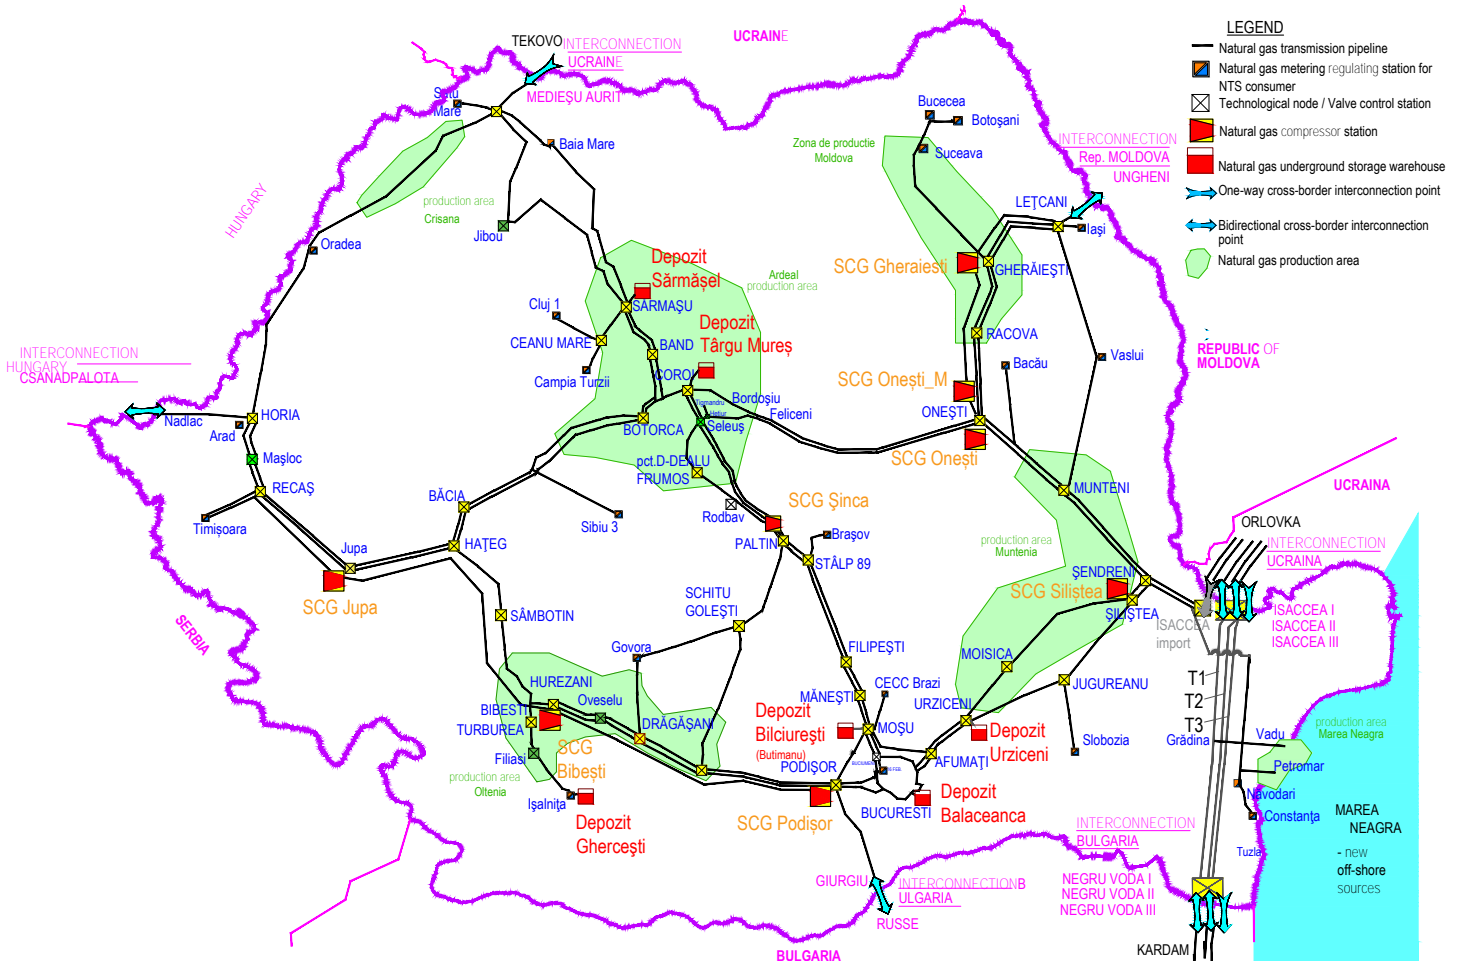 LEGEND
Natural gas transmission pipeline
Natural gas metering regulating station for
NTS consumer
Technological node / Valve control station
Natural gas compressor station
Natural gas underground storage warehouse
One-way cross-border interconnection point
Bidirectional cross-border interconnection
point
Natural gas production area
TEKOVO
INTERCONNECTION
UCRAINE
UCRAINE
MEDIEŞU AURIT
Satu
Mare
Baia Mare
production area
Crisana
Jibou
HUNGARY
Oradea
Bucecea
Botoşani
Suceava
Zona de productie
Moldova
INTERCONNECTION
Rep. MOLDOVA
UNGHENI
LEŢCANI
Iaşi
SCG Gheraiesti
GHERĂIEŞTI
RACOVA
Bacău
Vaslui
REPUBLIC OF
MOLDOVA
Depozit
Sărmăşel
Ardeal
production area
SĂRMAŞU
Cluj 1
CEANU MARE
BAND
Depozit
Târgu Mureş
Campia Turzii
COROI
Bordoşiu
Feliceni
Seleuş
BOTORCA
pct.D-DEALU
FRUMOS
SCG Oneşti_M
ONEŞTI
SCG Oneşti
INTERCONNECTION
HUNGARY
CSANADPALOTA
Nadlac
HORIA
Arad
Maşloc
RECAŞ
Timişoara
BĂCIA
Sibiu 3
Rodbav
SCG Şinca
PALTIN
Braşov
STÂLP 89
MUNTENI
UCRAINA
ORLOVKA
INTERCONNECTION
UCRAINA
Jupa
HAŢEG
SCG Jupa
production area
Muntenia
ŞENDRENI
SCG Siliştea
ŞILIŞTEA
ISACCEA
import
ISACCEA I
ISACCEA II
ISACCEA III
SERBIA
SÂMBOTIN
SCHITU
GOLEŞTI
Govora
FILIPEŞTI
MOISICA
JUGUREANU
T1
T2
T3
HUREZANI
Oveselu
BIBESTI
TURBUREA
DRĂGĂŞANI
MĂNEŞTI
CECC Brazi
URZICENI
Depozit
Bilciureşti
(Butimanu)
MOŞU
Depozit
Urziceni
Slobozia
Grădina
Vadu
production area
Marea Neagra
Petromar
SCG
Bibeşti
Filiasi
production area
Oltenia
PODIŞOR
AFUMAŢI
Işalniţa
Depozit
Gherceşti
SCG Podişor
BUCURESTI
Depozit
Balaceanca
Năvodari
Constanţa
MAREA
NEAGRA
- new
off-shore
sources
Tuzla
INTERCONNECTION
BULGARIA
GIURGIU
INTERCONNECTIONB
ULGARIA
RUSSE
NEGRU VODA I
NEGRU VODA II
NEGRU VODA III
KARDAM
BULGARIA